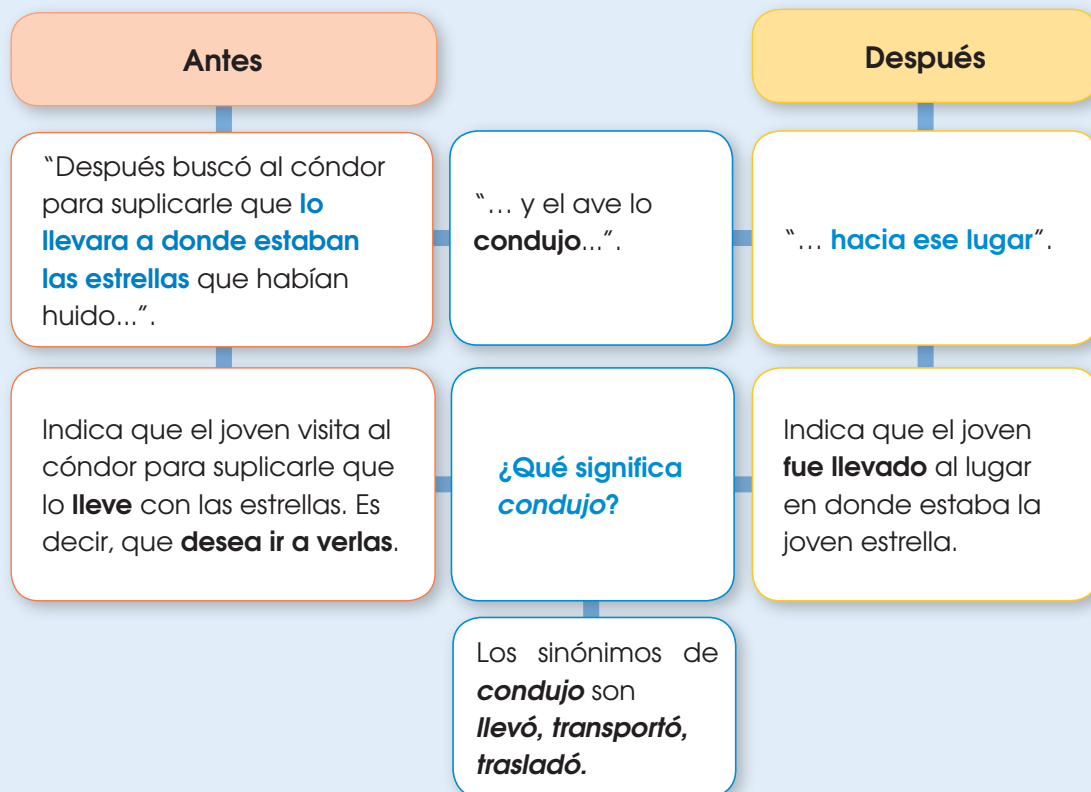 Antes
Después
“Después buscó al cóndor
para suplicarle que lo
llevara a donde estaban
las estrellas que habían
huido...”.
“... y el ave lo
condujo...”.
“... hacia ese lugar”.
Indica que el joven visita al
cóndor para suplicarle que
lo lleve con las estrellas. Es
decir, que desea ir a verlas.
¿Qué significa
condujo?
Indica que el joven
fue llevado al lugar
en donde estaba la
joven estrella.
Los sinónimos de
condujo son
llevó, transportó,
trasladó.